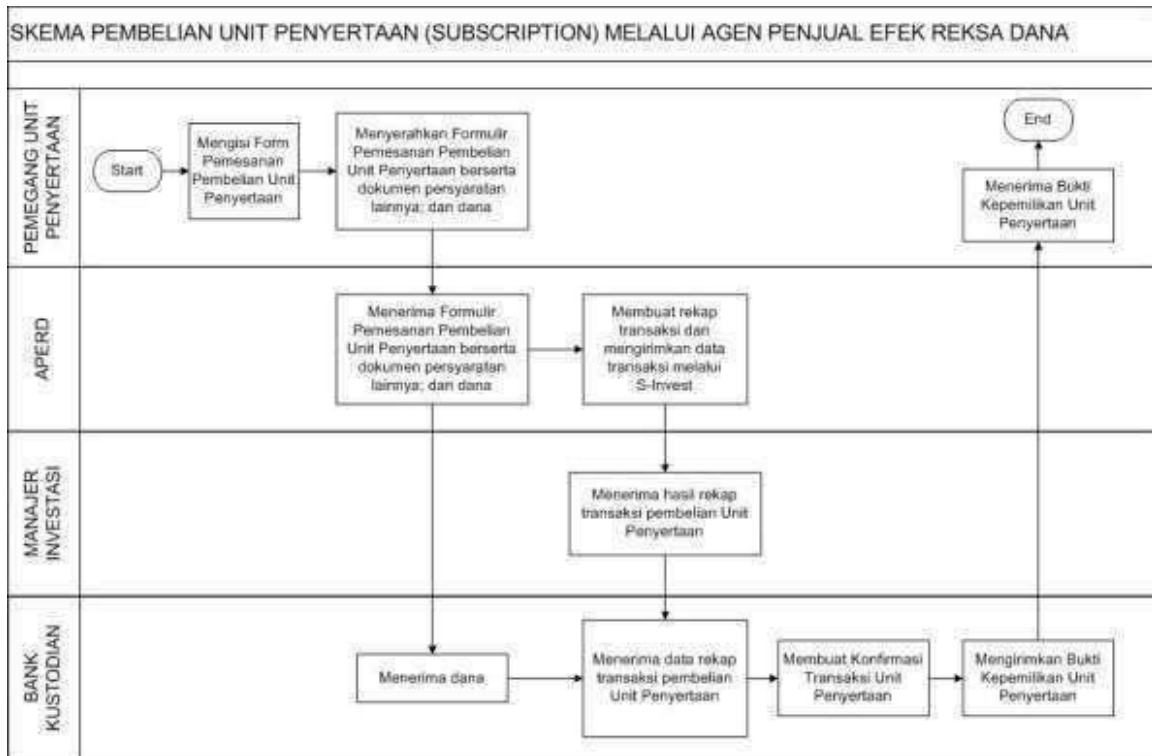 SKEMA PEMBELIAN UNIT PENYERTAAN (SUBSCRIPTION) MELALUI AGEN PENJUAL EFEK REKSA DANA
PEMEGANG UNIT
PENYERTAAN
Start
Mengisi Form
Pemesanan
Pembelian Unit
Penyertaan
Menyerahkan Formulir
Pemesanan Pembelian
Unit Penyertaan berserta
dokumen persyaratan
lainnya; dan dana
End
Menerima Bukti
Kepemilikan Unit
Penyertaan
APERD
Menerima Formulir
Pemesanan Pembelian
Unit Penyertaan berserta
dokumen persyaratan
lainnya; dan dana
Membuat rekap
transaksi dan
mengirimkan data
transaksi melalui
S-Invest
MANAJER
INVESTASI
Menerima hasil rekap
transaksi pembelian Unit
Penyertaan
BANK
KUSTODIAN
Menerima dana
Menerima data rekap
transaksi pembelian
Unit Penyertaan
Membuat Konfirmasi
Transaksi Unit
Penyertaan
Mengirimkan Bukti
Kepemilikan Unit
Penyertaan